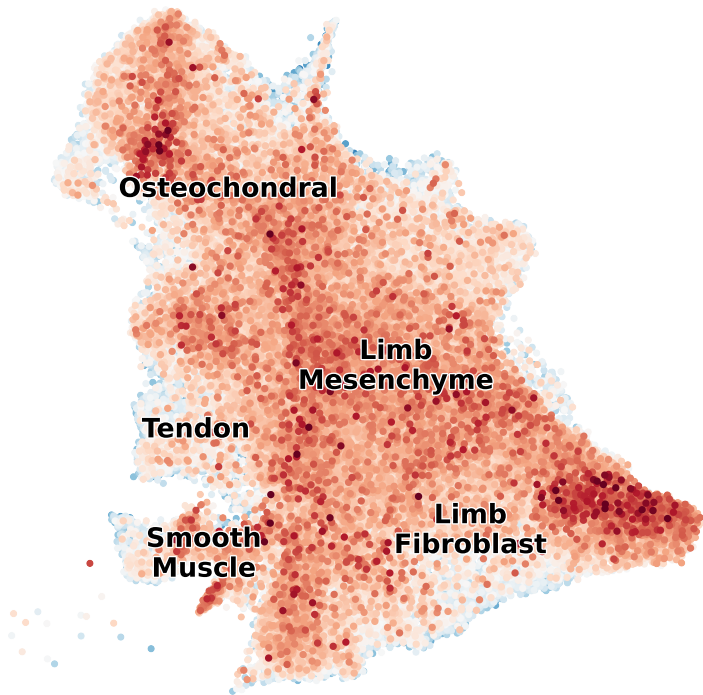 Osteochondral
Limb
Mesenchyme
Tendon
Limb
Fibroblast
Smooth
Muscle